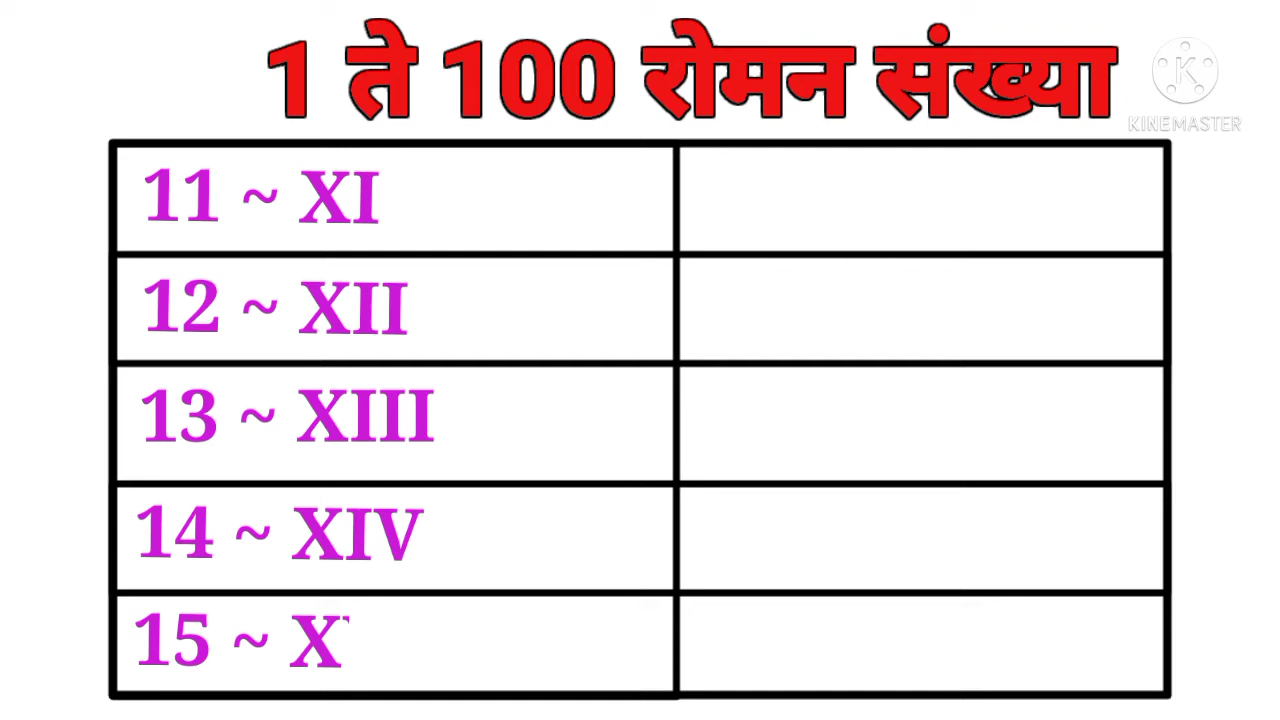 1 ते 100 रोमन संख्या
KINEMASTER
11 ~ XI
12 ~ XII
13 ~ XIII
14 ~ XIV
15 ~ X